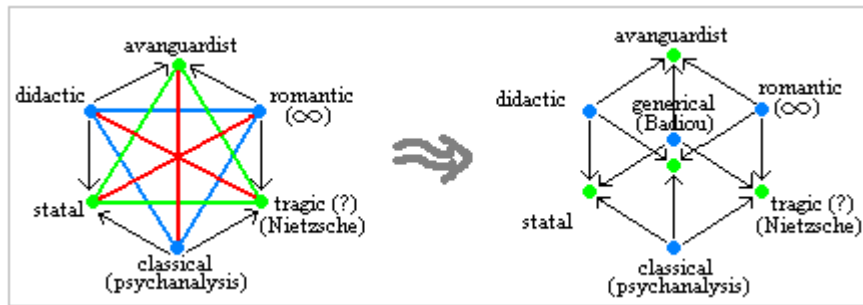 avanguardist
didactic
romantic
(∞)
statal
tragic (?)
(Nietzsche)
classical
(psychanalysis)
avanguardist
didactic
generical
(Badiou)
romantic
(∞)
statal
tragic (?)
(Nietzsche)
classical
(psychanalysis)